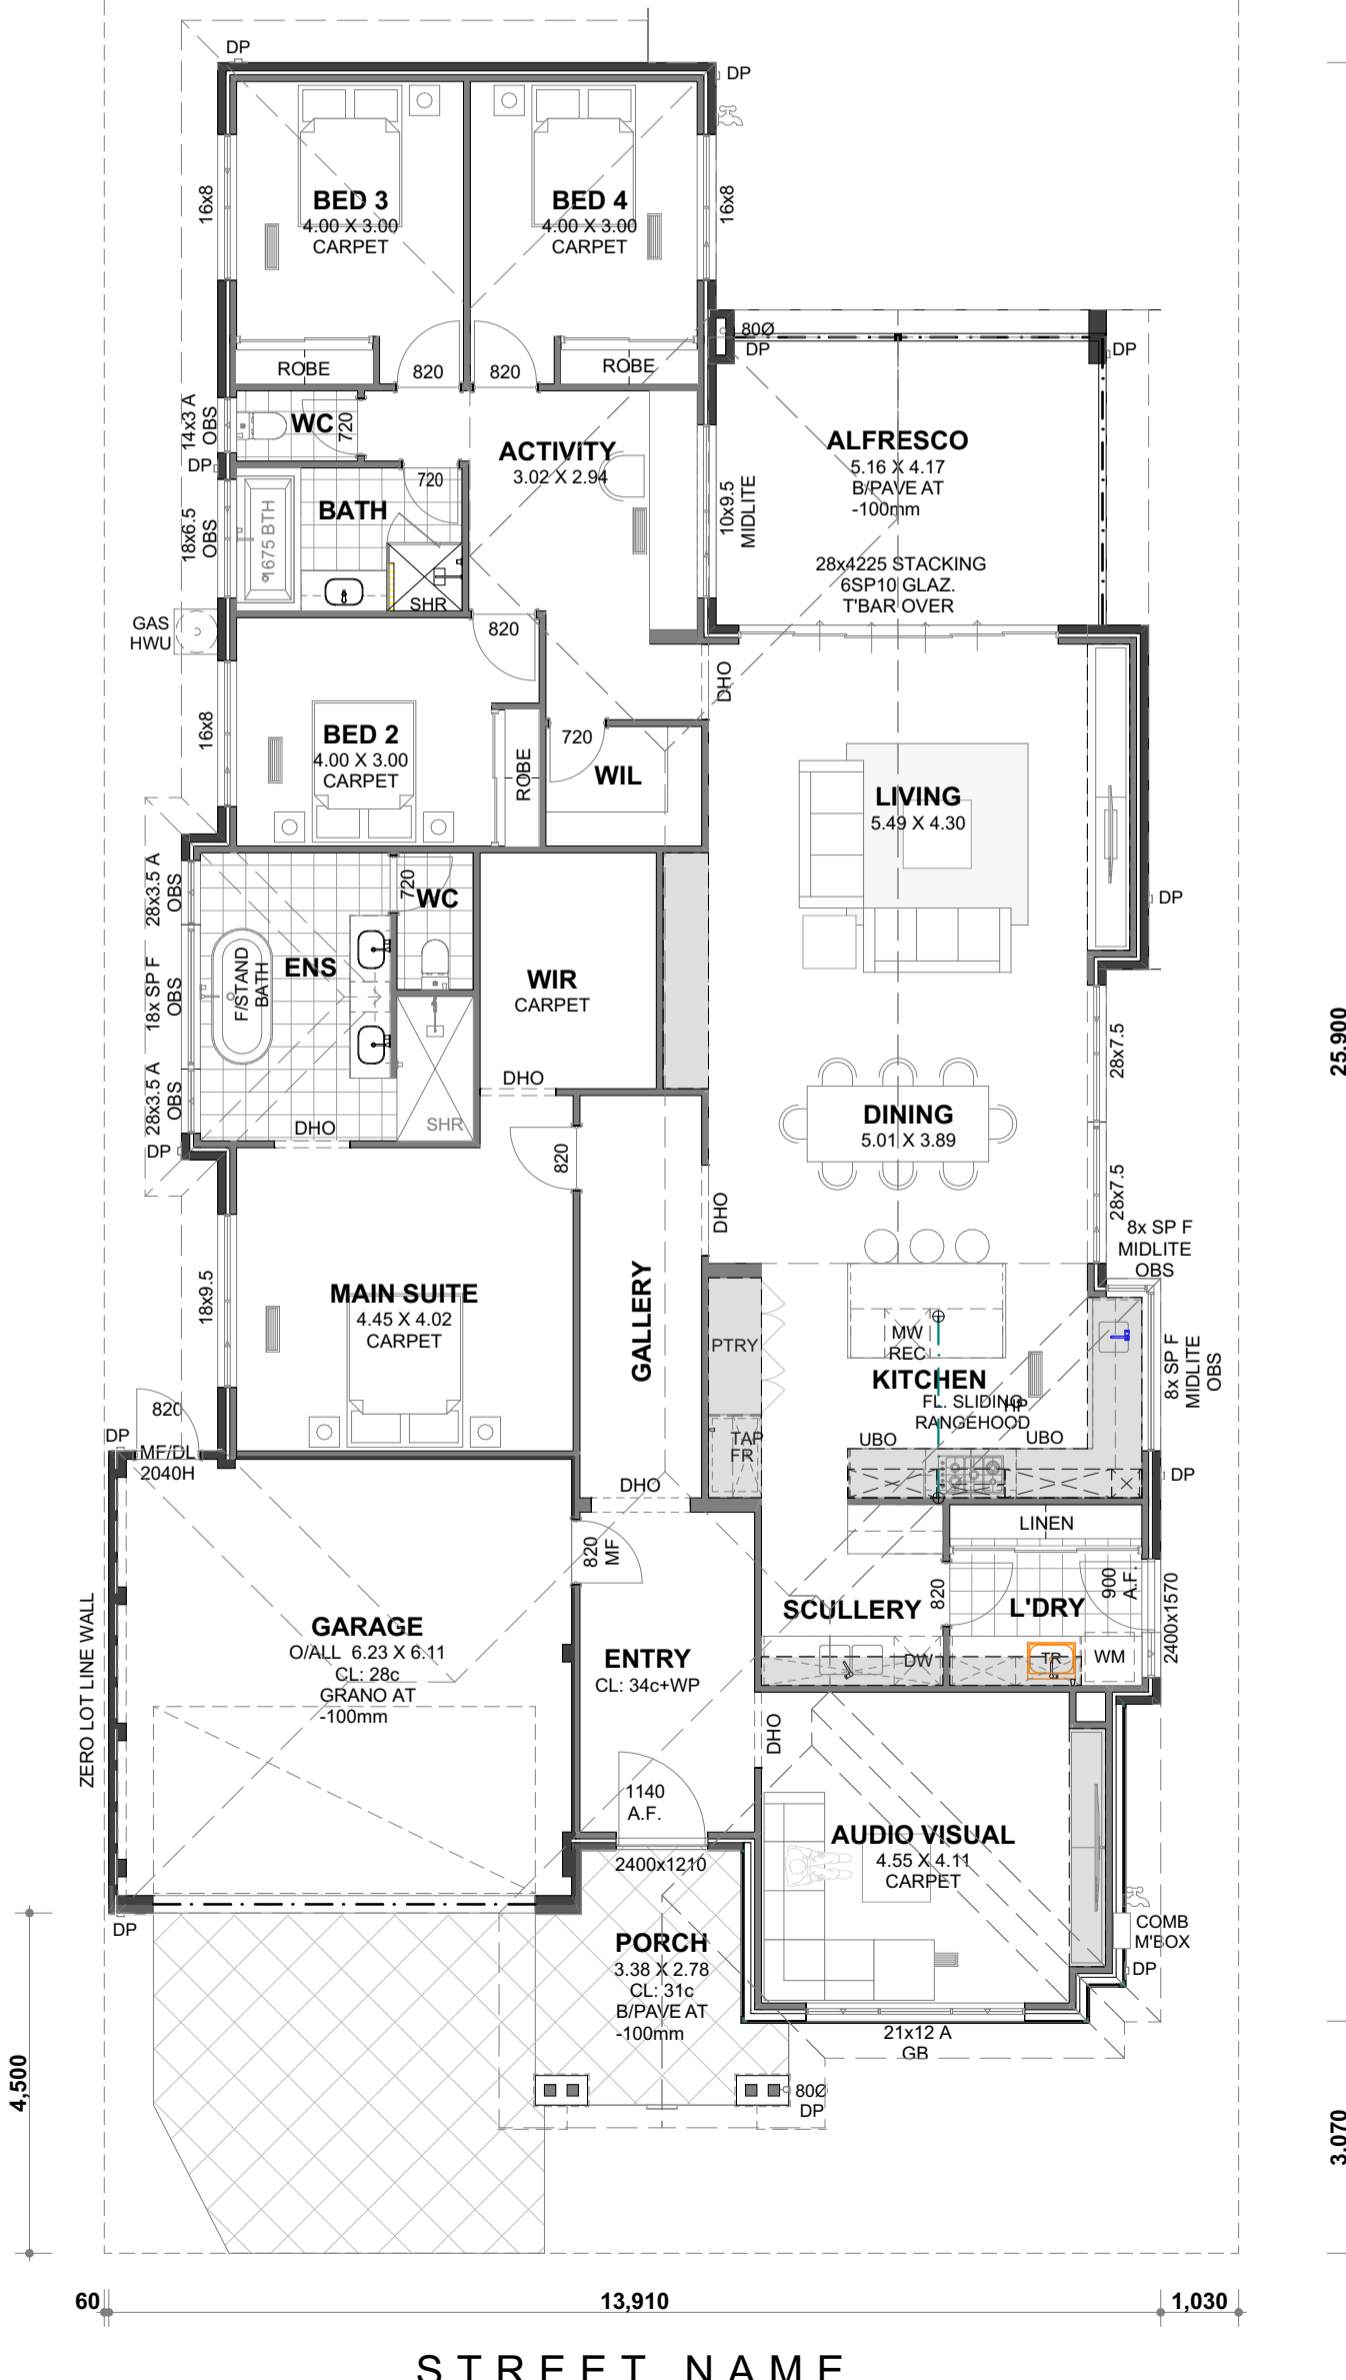 DP
DP
BED 3
4.00 X 3.00
CARPET
BED 4
4.00 X 3.00
CARPET
16x8
16x8
ROBE
820
820
ROBE
80Ø
DP
DP
14x3 A
OBS
WC
720
DP
ACTIVITY
3.02 X 2.94
ALFRESCO
5.16 X 4.17
B/PAVE AT
-100mm
10x9.5
MIDLITE
720
BATH
18x6.5
OBS
1675 BTH
SHR
28x4225 STACKING
6SP10 GLAZ.
T'BAR OVER
GAS
HWU
820
DHO
16x8
BED 2
4.00 X 3.00
CARPET
ROBE
720
WIL
LIVING
5.49 X 4.30
28x3.5 A
OBS
720
WC
DP
18x SP F
OBS
F/STAND
BATH
ENS
WIR
CARPET
28x7.5
28x3.5 A
OBS
DHO
DHO
SHR
DP
820
DINING
5.01 X 3.89
28x7.5
DHO
8x SP F
MIDLITE
OBS
18x9.5
MAIN SUITE
4.45 X 4.02
CARPET
GALLERY
PTRY
MW
REC
KITCHEN
FL. SLIDING
HP
RANGEHOOD
8x SP F
MIDLITE
OBS
820
MF/DL
2040H
DP
TAP
FR
UBO
UBO
DP
DHO
820
MF
LINEN
ZERO LOT LINE WALL
GARAGE
O/ALL 6.23 X 6.11
CL: 28c
GRANO AT
-100mm
ENTRY
CL: 34c+WP
SCULLERY
820
L'DRY
900
A.F.
2400x1570
DW
TR
WM
DHO
1140
A.F.
2400x1210
AUDIO VISUAL
4.55 X 4.11
CARPET
DP
PORCH
3.38 X 2.78
CL: 31c
B/PAVE AT
-100mm
COMB
M'BOX
DP
21x12 A
GB
80Ø
DP
25,900
4,500
3,070
60
13,910
1,030
STREET NAME